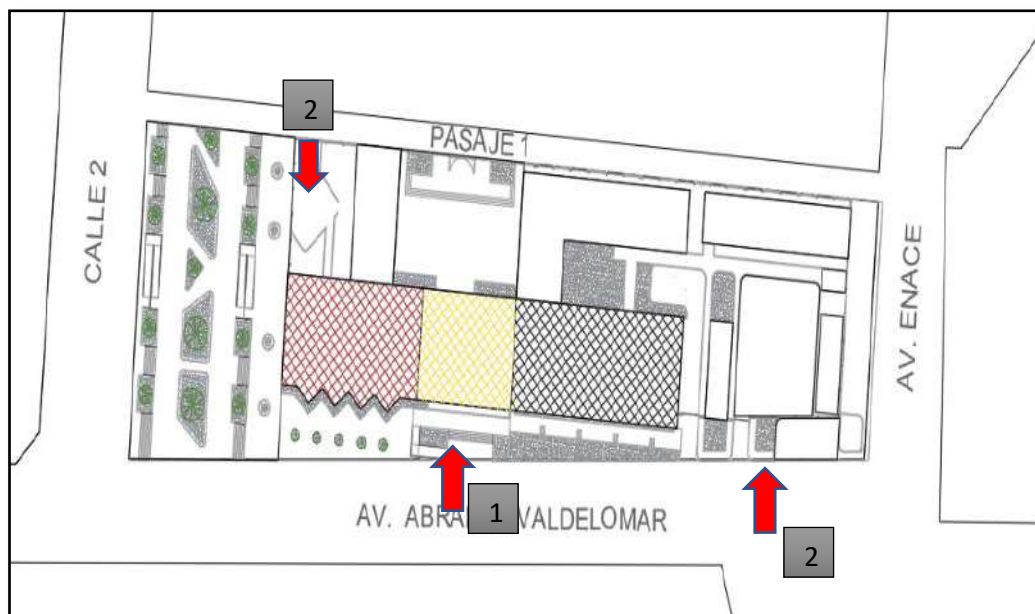 2
PASAJE 1
CALLE 2
AV. ENACE
1
AV. ABRA VALDELOMAR
2